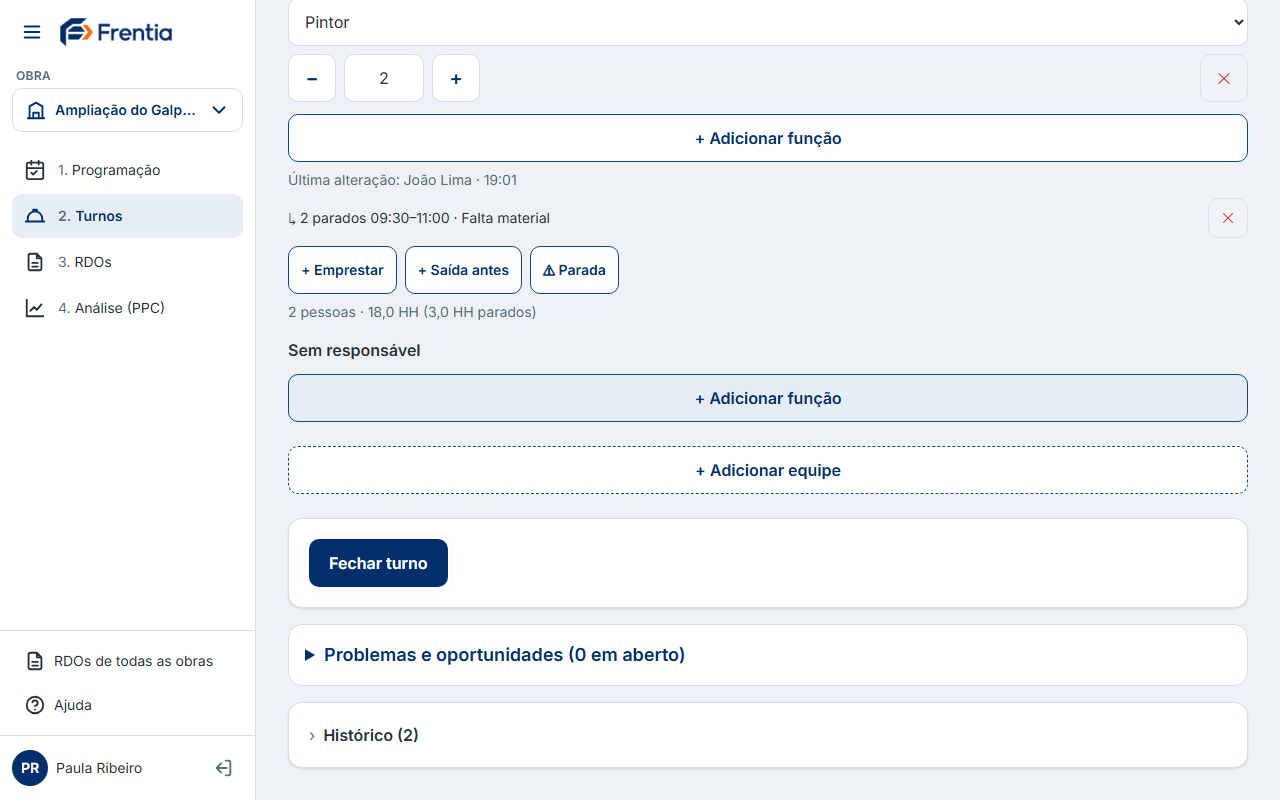 Frentia
OBRA
Ampliação do Galp...
1. Programação
2. Turnos
3. RDOs
4. Análise (PPC)
RDOs de todas as obras
Ajuda
PR Paula Ribeiro
Pintor
− 2 +
+ Adicionar função
Última alteração: João Lima · 19:01
↳ 2 parados 09:30–11:00 · Falta material
+ Emprestar + Saída antes ⚠ Parada
2 pessoas · 18,0 HH (3,0 HH parados)
Sem responsável
+ Adicionar função
+ Adicionar equipe
Fechar turno
Problemas e oportunidades (0 em aberto)
Histórico (2)